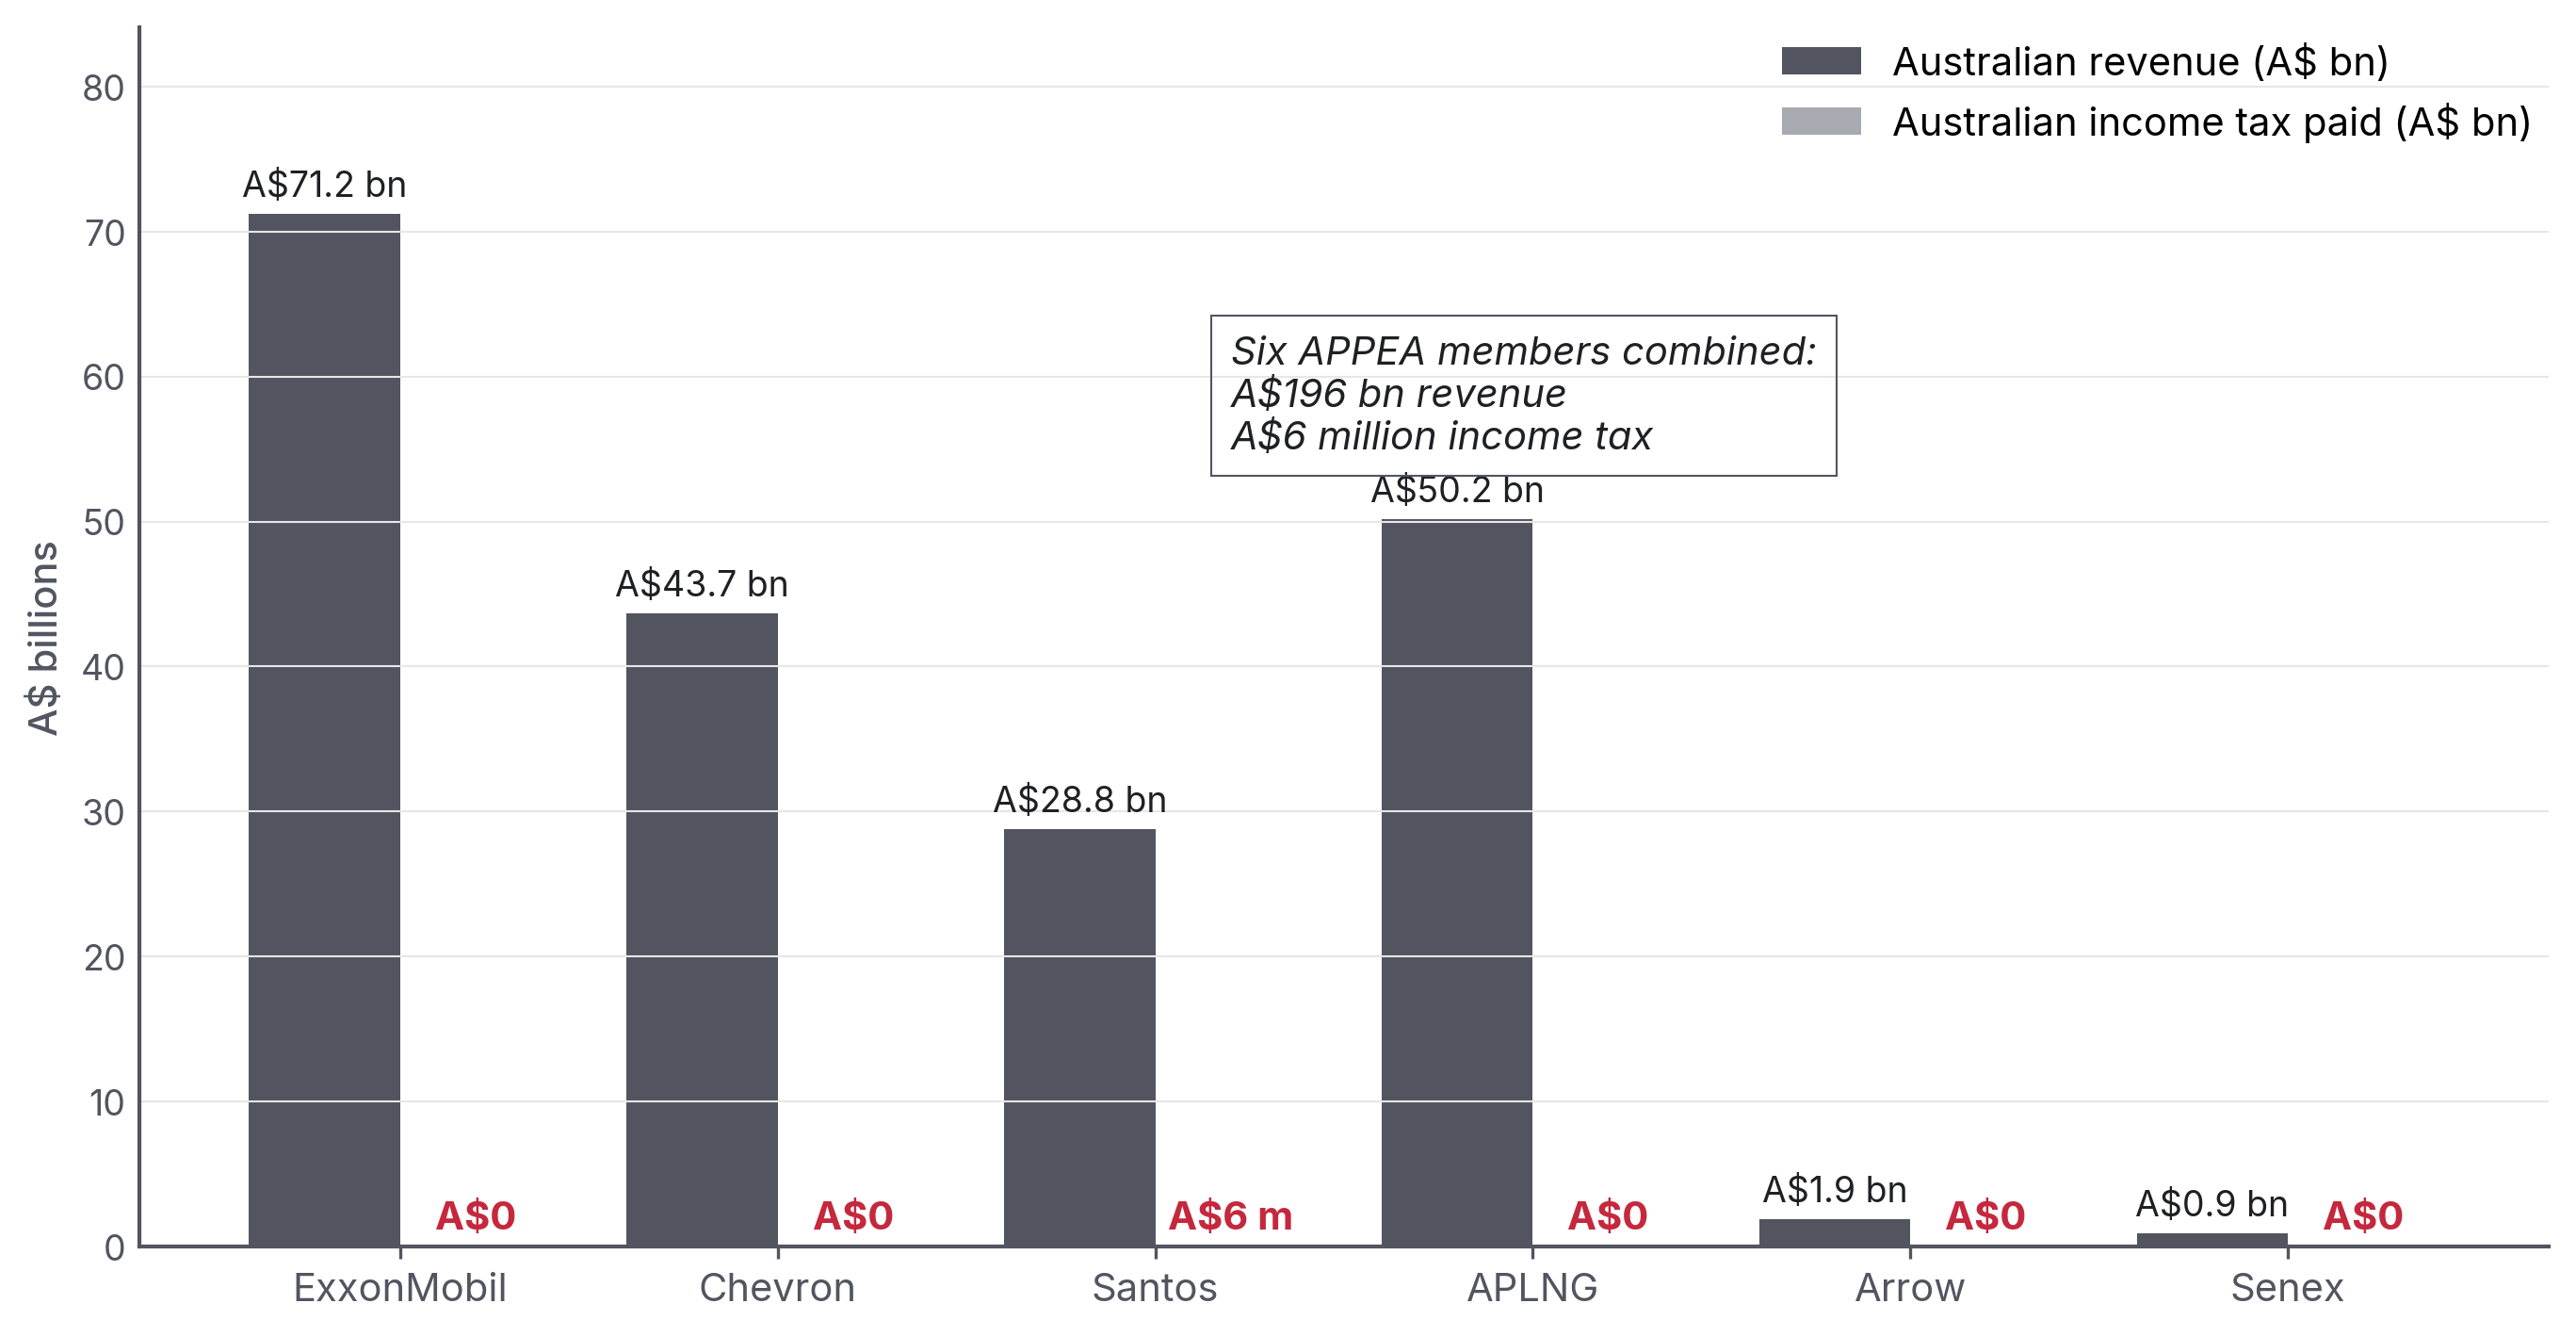 Australian revenue (A$ bn)
Australian income tax paid (A$ bn)
A$ billions
80
70
60
50
40
30
20
10
0
A$71.2 bn
A$43.7 bn
A$28.8 bn
Six APPEA members combined:
A$196 bn revenue
A$6 million income tax
A$50.2 bn
A$1.9 bn
A$0.9 bn
A$0
A$0
A$6 m
A$0
A$0
A$0
ExxonMobil
Chevron
Santos
APLNG
Arrow
Senex